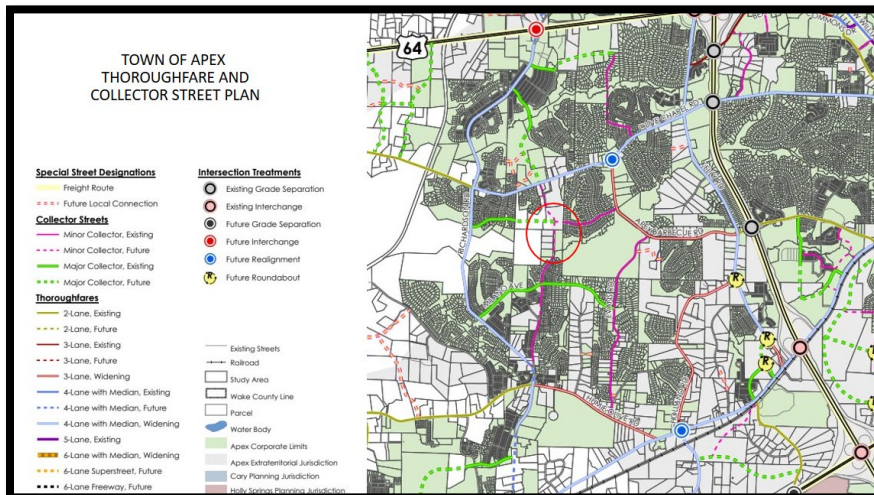 TOWN OF APEX
THOROUGHFARE AND
COLLECTOR STREET PLAN
Special Street Designations
Freight Route
Future Local Connection
Collector Streets
Minor Collector, Existing
Minor Collector, Future
Major Collector, Existing
Major Collector, Future
Thoroughfares
2-Lane, Existing
2-Lane, Future
3-Lane, Existing
3-Lane, Future
3-Lane, Widening
4-Lane with Median, Existing
4-Lane with Median, Future
4-Lane with Median, Widening
5-Lane, Existing
6-Lane with Median, Widening
6-Lane Superstreet, Future
6-Lane Freeway, Future
Intersection Treatments
Existing Grade Separation
Existing Interchange
Future Grade Separation
Future Interchange
Future Realignment
R
Future Roundabout
Existing Streets
Railroad
Study Area
Wake County Line
Parcel
Water Body
Apex Corporate Limits
Apex Extraterritorial Jurisdiction
Cary Planning Jurisdiction
Holly Springs Planning Jurisdiction
64
RICHARDSON RD
APEX BARBECUE RD
R
R
R